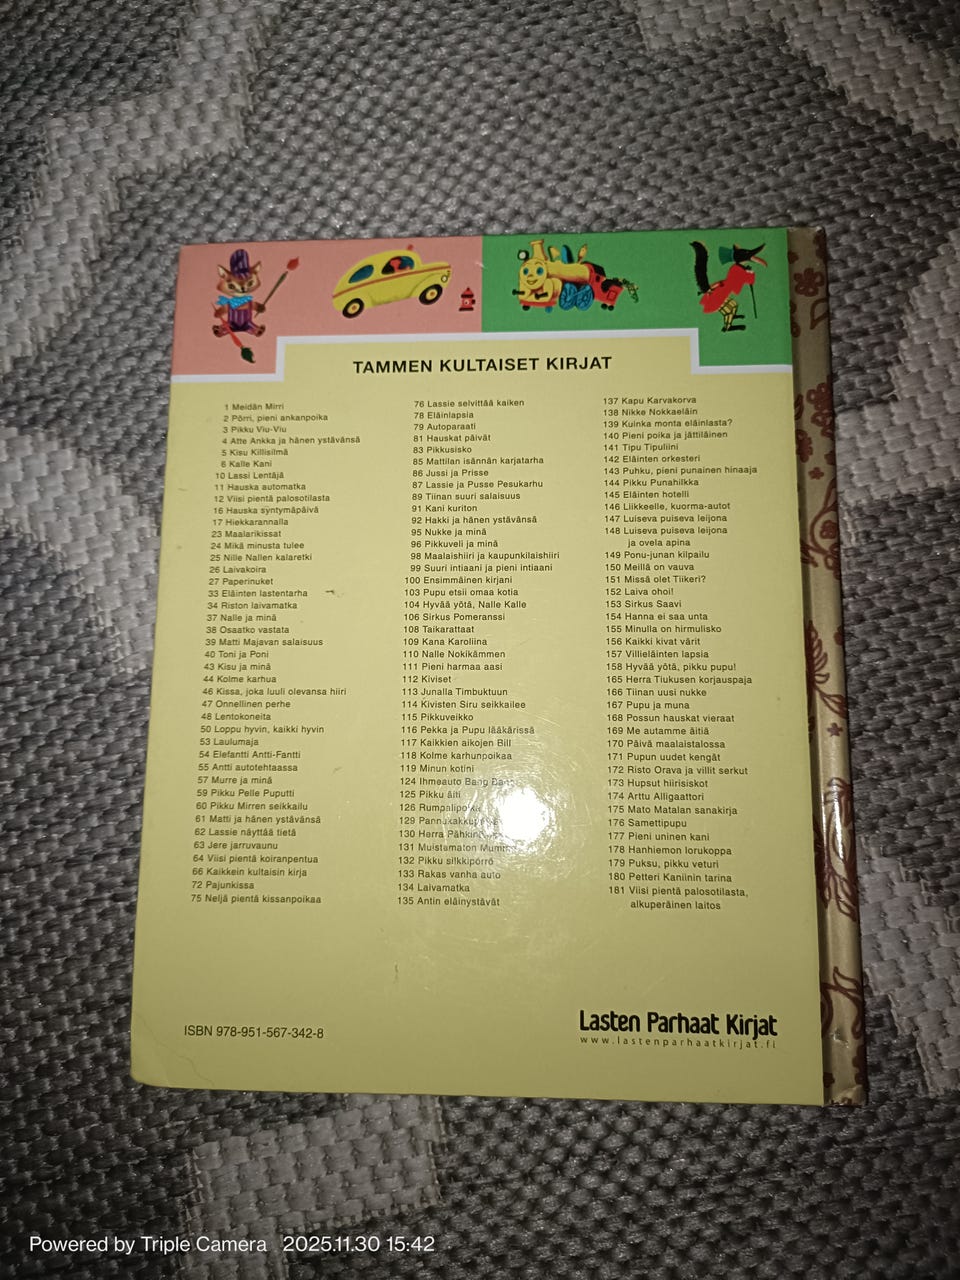 TAMMEN KULTAISET KIRJAT
1 Meidän Mirri
2 Pörri, pieni ankanpoika
3 Pikku Viu-Viu
4 Atte Ankka ja hänen ystävänsä
5 Kisu Killisilmä
6 Kalle Kani
10 Lassi Lentäjä
11 Hauska automatka
12 Viisi pientä palosotilasta
16 Hauska syntymäpäivä
17 Hiekkarannalla
23 Maalarikissat
24 Mikä minusta tulee
25 Nille Nallen kalaretki
26 Laivakoira
27 Paperinuket
33 Eläinten lastentarha
34 Riston laivamatka
37 Nalle ja minä
38 Osaatko vastata
39 Matti Majavan salaisuus
40 Toni ja Poni
43 Kisu ja minä
44 Kolme karhua
46 Kissa, joka luuli olevansa hiiri
47 Onnellinen perhe
48 Lentokoneita
50 Loppu hyvin, kaikki hyvin
53 Laulumaja
54 Elefantti Antti-Fantti
55 Antti autotehtaassa
57 Murre ja minä
59 Pikku Pelle Puputti
60 Pikku Mirren seikkailu
61 Matti ja hänen ystävänsä
62 Lassie näyttää tietä
63 Jere jarruvaunu
64 Viisi pientä koiranpentua
66 Kaikkein kultaisin kirja
72 Pajunkissa
75 Neljä pientä kissanpoikaa
76 Lassie selvittää kaiken
78 Eläinlapsia
79 Autoparaati
81 Hauskat päivät
83 Pikkusisko
85 Mattilan isännän karjatarha
86 Jussi ja Prisse
87 Lassie ja Pusse Pesukarhu
89 Tiinan suuri salaisuus
91 Kani kuriton
92 Hakki ja hänen ystävänsä
95 Nukke ja minä
96 Pikkuveli ja minä
98 Maalaishiiri ja kaupunkilaishiiri
99 Suuri intiaani ja pieni intiaani
100 Ensimmäinen kirjani
103 Pupu etsii omaa kotia
104 Hyvää yötä, Nalle Kalle
106 Sirkus Pomeranssi
108 Taikarattaat
109 Kana Karoliina
110 Nalle Nokikämmen
111 Pieni harmaa aasi
112 Kiviset
113 Junalla Timbuktuun
114 Kivisten Siru seikkailee
115 Pikkuveikko
116 Pekka ja Pupu lääkärissä
117 Kaikkien aikojen Bill
118 Kolme karhunpoikaa
119 Minun kotini
124 Ihmeauto Bang Bang
125 Pikku äiti
126
129
130 Herra
131 Muistamaton
132 Pikku silkkiporro
133 Rakas vanha auto
134 Laivamatka
135 Antin eläinystävät
137 Kapu Karvakorva
138 Nikke Nokkaeläin
139 Kuinka monta eläinlasta?
140 Pieni poika ja jättiläinen
141 Tipu Tipuliini
142 Eläinten orkesteri
143 Puhku, pieni punainen hinaaja
144 Pikku Punahilkka
145 Eläinten hotelli
146 Liikkeelle, kuorma-autot
147 Luiseva puiseva leijona
148 Luiseva puiseva leijona
ja ovela apina
149 Ponu-junan kilpailu
150 Meillä on vauva
151 Missä olet Tiikeri?
152 Laiva ohoi!
153 Sirkus Saavi
154 Hanna ei saa unta
155 Minulla on hirmulisko
156 Kaikki kivat värit
157 Villieläinten lapsia
158 Hyvää yötä, pikku pupu!
165 Herra Tiukusen korjauspaja
166 Tiinan uusi nukke
167 Pupu ja muna
168 Possun hauskat vieraat
169 Me autamme äitiä
170 Päivä maalaistalossa
171 Pupun uudet kengät
172 Risto Orava ja villit serkut
173 Hupsut hiirisiskot
174 Arttu Alligaattori
175 Mato Matalan sanakirja
176 Samettipupu
177 Pieni uninen kani
178 Hanhiemon lorukoppa
179 Puksu, pikku veturi
180 Petteri Kaniinin tarina
181 Viisi pientä palosotilasta,
alkuperäinen laitos
ISBN 978-951-567-342-8
Lasten Parhaat Kirjat
www.lastenparhaatkirjat.fi
Powered by Triple Camera 2025.11.30 15:42